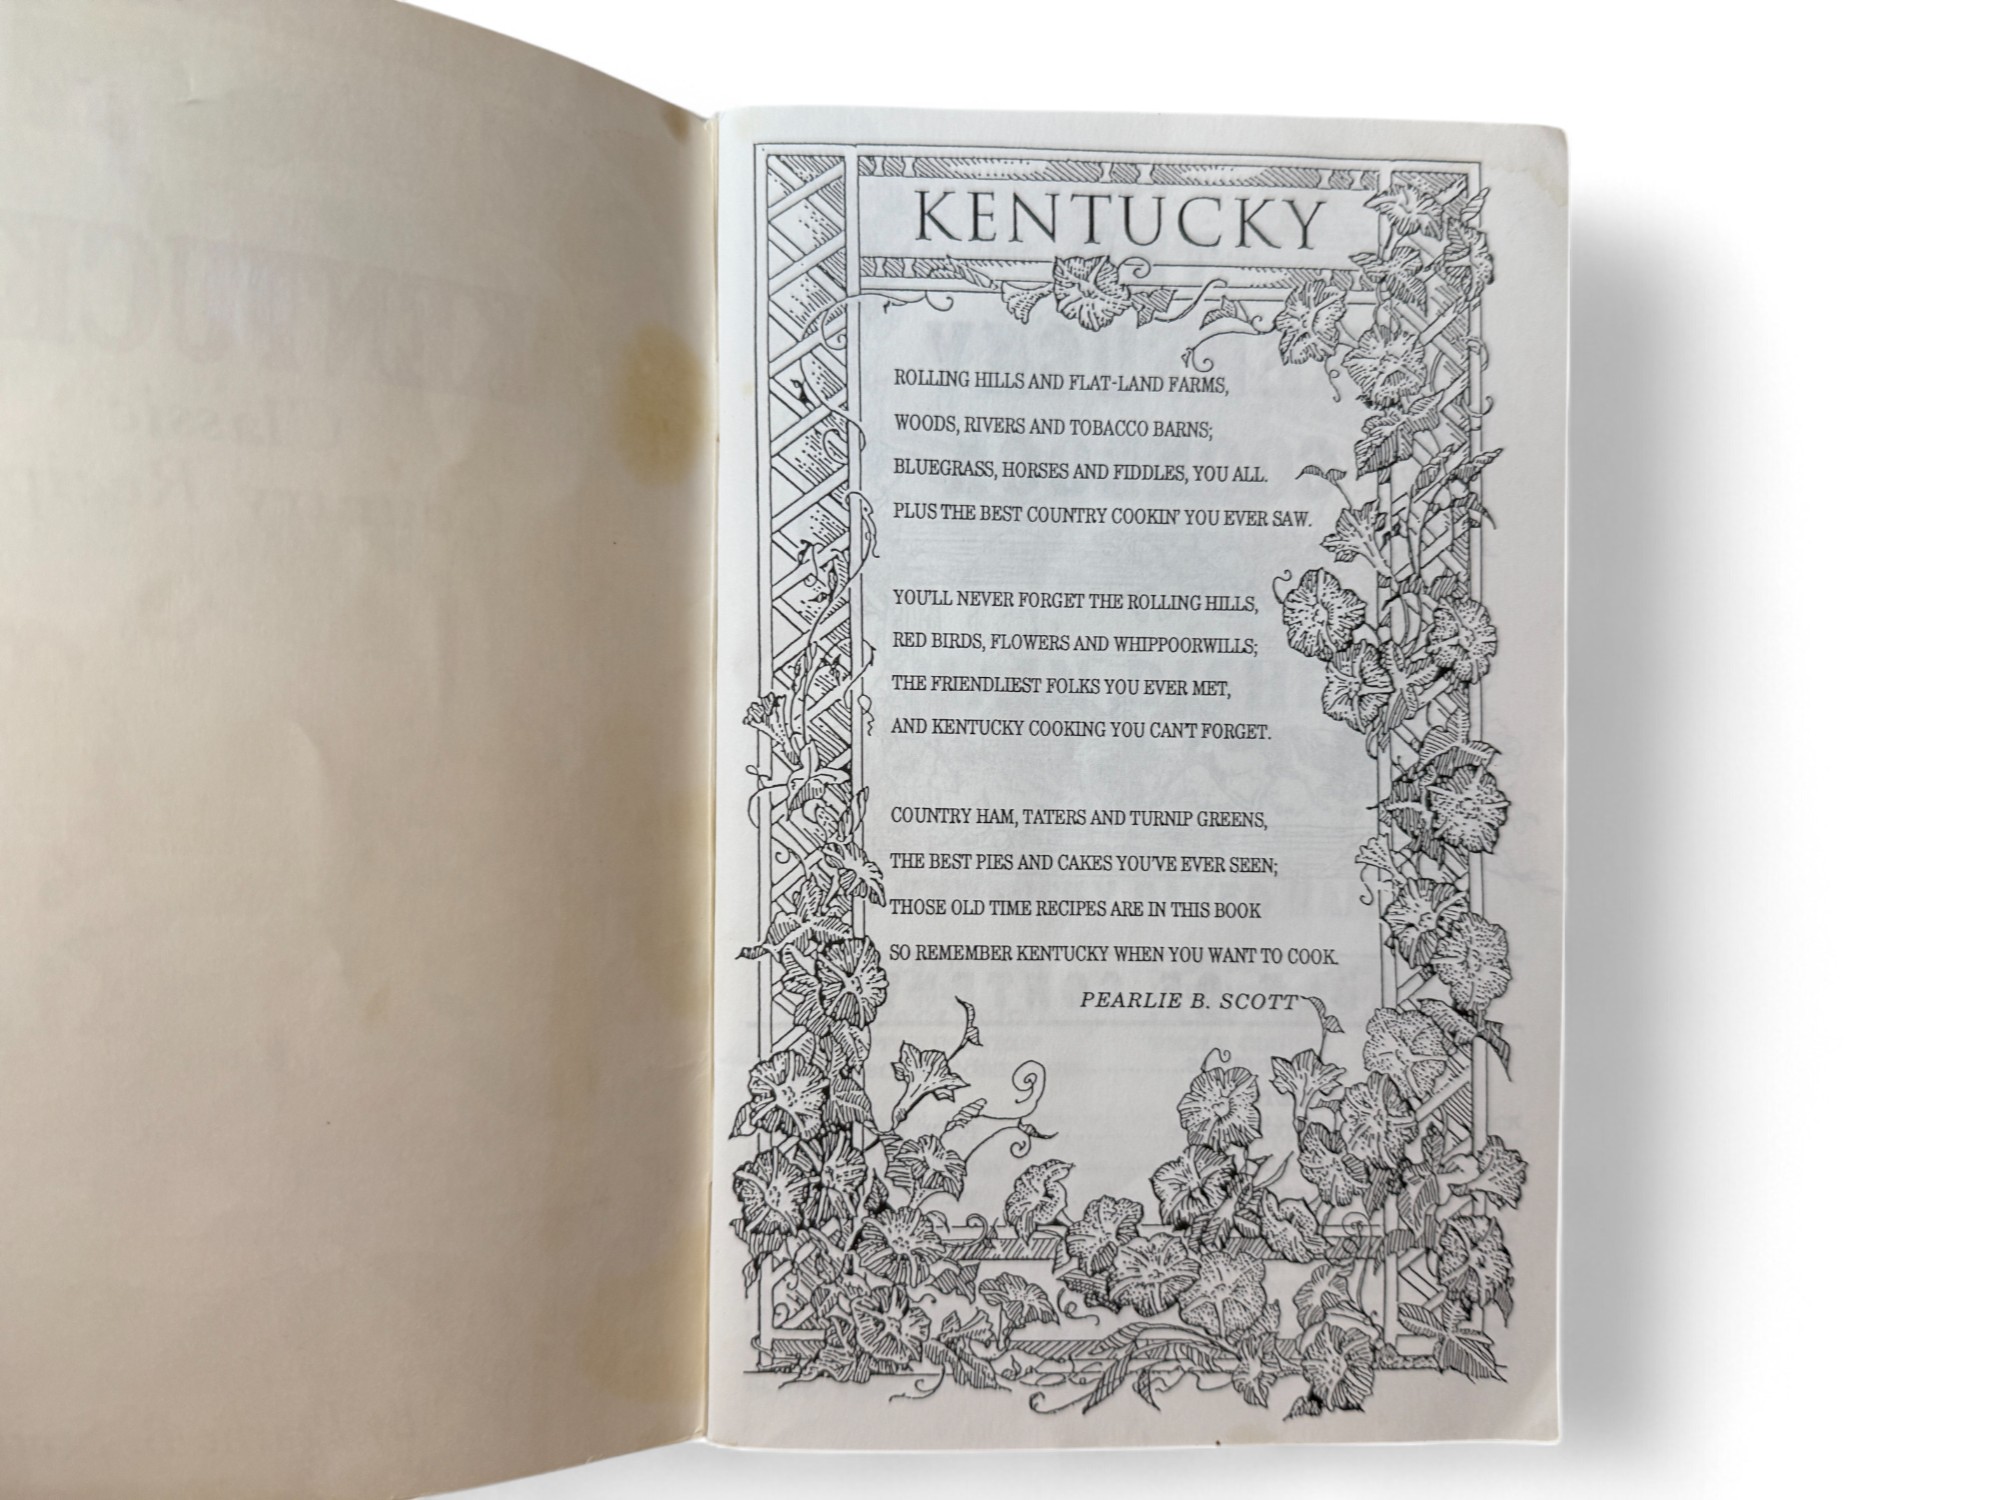 KENTUCKY
ROLLING HILLS AND FLAT-LAND FARMS,
WOODS, RIVERS AND TOBACCO BARNS;
BLUEGRASS, HORSES AND FIDDLES, YOU ALL.
PLUS THE BEST COUNTRY COOKIN' YOU EVER SAW.
YOU'LL NEVER FORGET THE ROLLING HILLS,
RED BIRDS, FLOWERS AND WHIPPOORWILLS;
THE FRIENDLIEST FOLKS YOU EVER MET,
AND KENTUCKY COOKING YOU CAN'T FORGET.
COUNTRY HAM, TATERS AND TURNIP GREENS,
THE BEST PIES AND CAKES YOU'VE EVER SEEN;
THOSE OLD TIME RECIPES ARE IN THIS BOOK
SO REMEMBER KENTUCKY WHEN YOU WANT TO COOK.
PEARLIE B. SCOTT